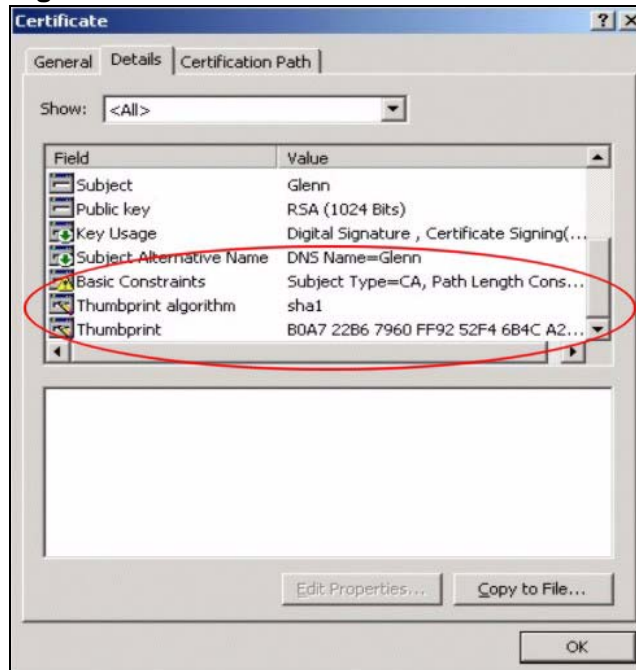 Certificate
General Details Certification Path
Show: <All>
Field Value
Subject Glenn
Public key RSA (1024 Bits)
Key Usage Digital Signature , Certificate Signing(...
Subject Alternative Name DNS Name=Glenn
Basic Constraints Subject Type=CA, Path Length Cons...
Thumbprint algorithm sha1
Thumbprint B0A7 22B6 7960 FF92 52F4 6B4C A2...
Edit Properties... Copy to File...
OK